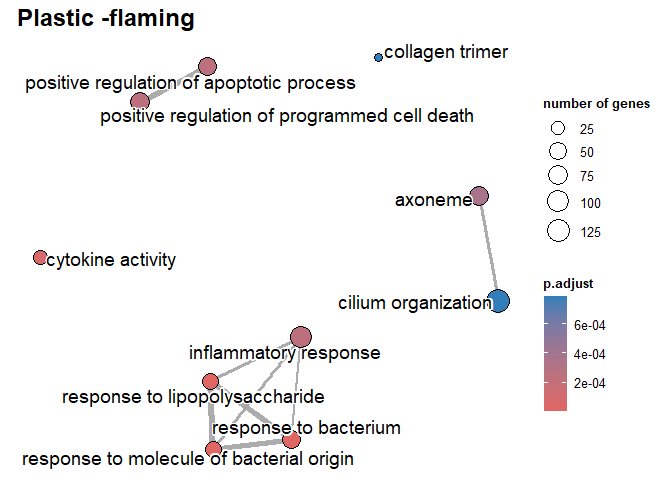 Plastic -flaming
collagen trimer
positive regulation of apoptotic process
positive regulation of programmed cell death
axoneme
cytokine activity
cilium organization
inflammatory response
response to lipopolysaccharide
response to bacterium
response to molecule of bacterial origin
number of genes
25
50
75
100
125
p.adjust
6e-04
4e-04
2e-04